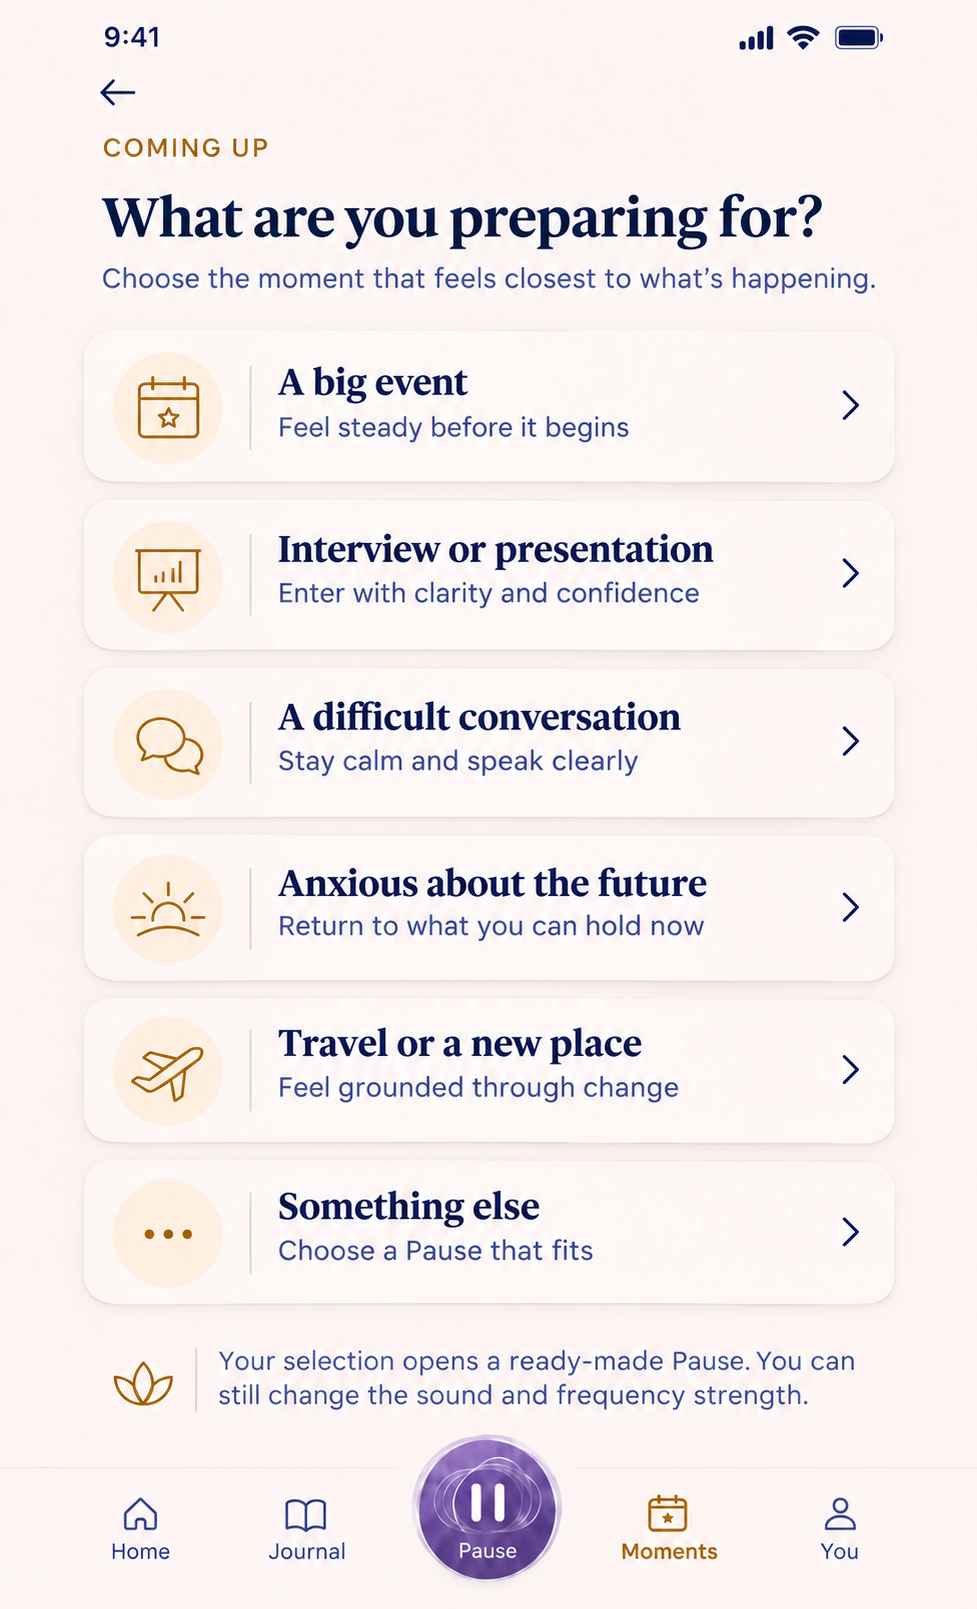 9:41
COMING UP
What are you preparing for?
Choose the moment that feels closest to what’s happening.
A big event
Feel steady before it begins
Interview or presentation
Enter with clarity and confidence
A difficult conversation
Stay calm and speak clearly
Anxious about the future
Return to what you can hold now
Travel or a new place
Feel grounded through change
Something else
Choose a Pause that fits
Your selection opens a ready-made Pause. You can
still change the sound and frequency strength.
Home
Journal
Pause
Moments
You